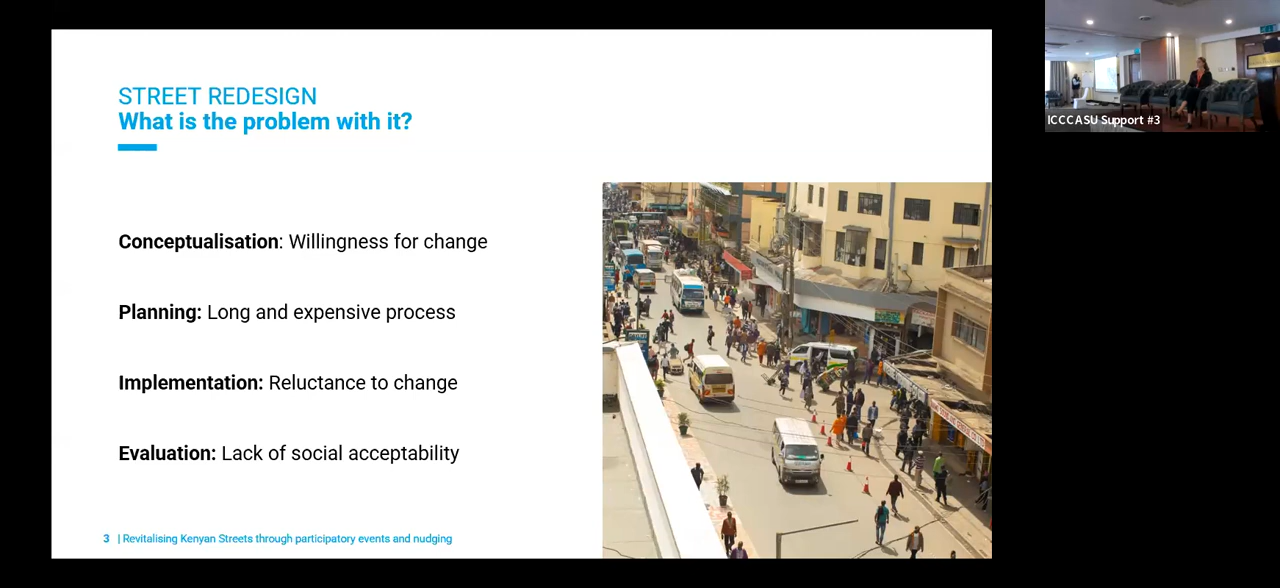 STREET REDESIGN
What is the problem with it?
Conceptualisation: Willingness for change
Planning: Long and expensive process
Implementation: Reluctance to change
Evaluation: Lack of social acceptability
3 | Revitalising Kenyan Streets through participatory events and nudging
ICCCASU Support #3